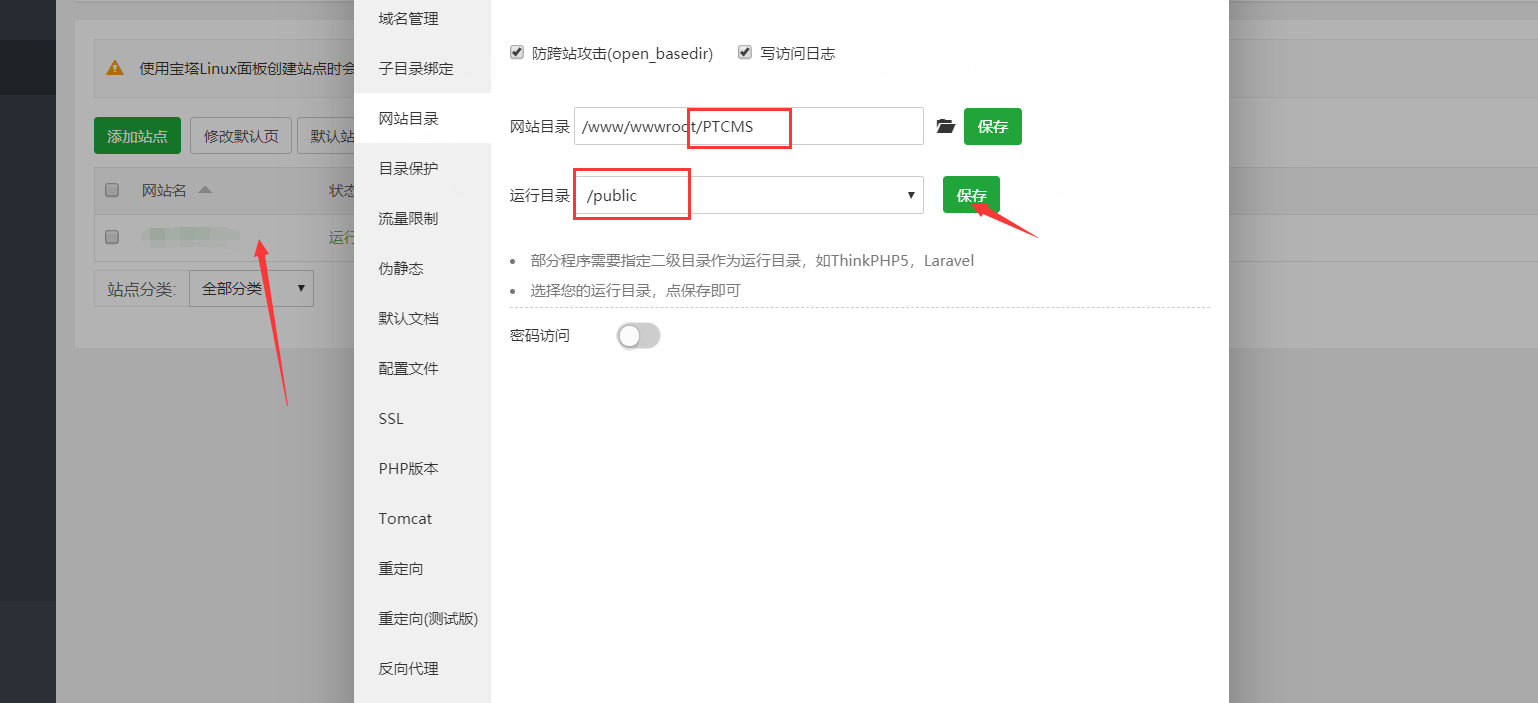 使用宝塔Linux面板创建站点时会
添加站点
修改默认页
默认站
网站名
状态
运行
站点分类:
全部分类
域名管理
子目录绑定
网站目录
目录保护
流量限制
伪静态
默认文档
配置文件
SSL
PHP版本
Tomcat
重定向
重定向(测试版)
反向代理
防跨站攻击(open_basedir)
写访问日志
网站目录
/www/wwwroot/PTCMS
保存
运行目录
/public
保存
部分程序需要指定二级目录作为运行目录，如ThinkPHP5，Laravel
选择您的运行目录，点保存即可
密码访问